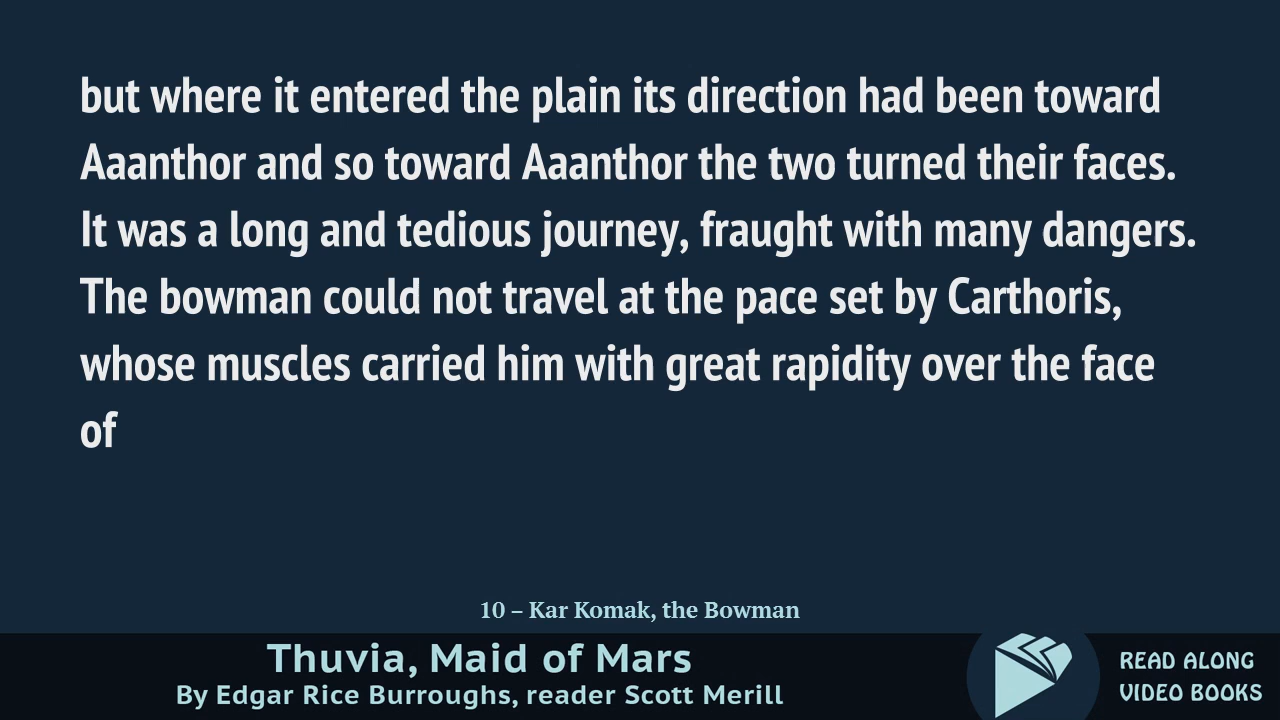 but where it entered the plain its direction had been toward
Aaanthor and so toward Aaanthor the two turned their faces.
It was a long and tedious journey, fraught with many dangers.
The bowman could not travel at the pace set by Carthoris,
whose muscles carried him with great rapidity over the face
of
10 – Kar Komak, the Bowman
Thuvia, Maid of Mars
By Edgar Rice Burroughs, reader Scott Merill
READ ALONG
VIDEO BOOKS